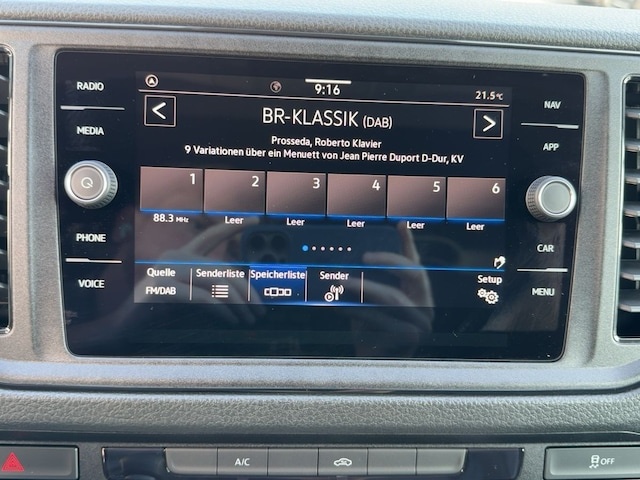 RADIO
MEDIA
PHONE
VOICE
9:16
21.5°C
BR-KLASSIK (DAB)
Prosseda, Roberto Klavier
9 Variationen über ein Menuett von Jean Pierre Duport D-Dur, KV
1 2 3 4 5 6
88.3 MHz Leer Leer Leer Leer Leer
Quelle Senderliste Speicherliste Sender Setup
FM/DAB
NAV
APP
CAR
MENU
A/C
OFF